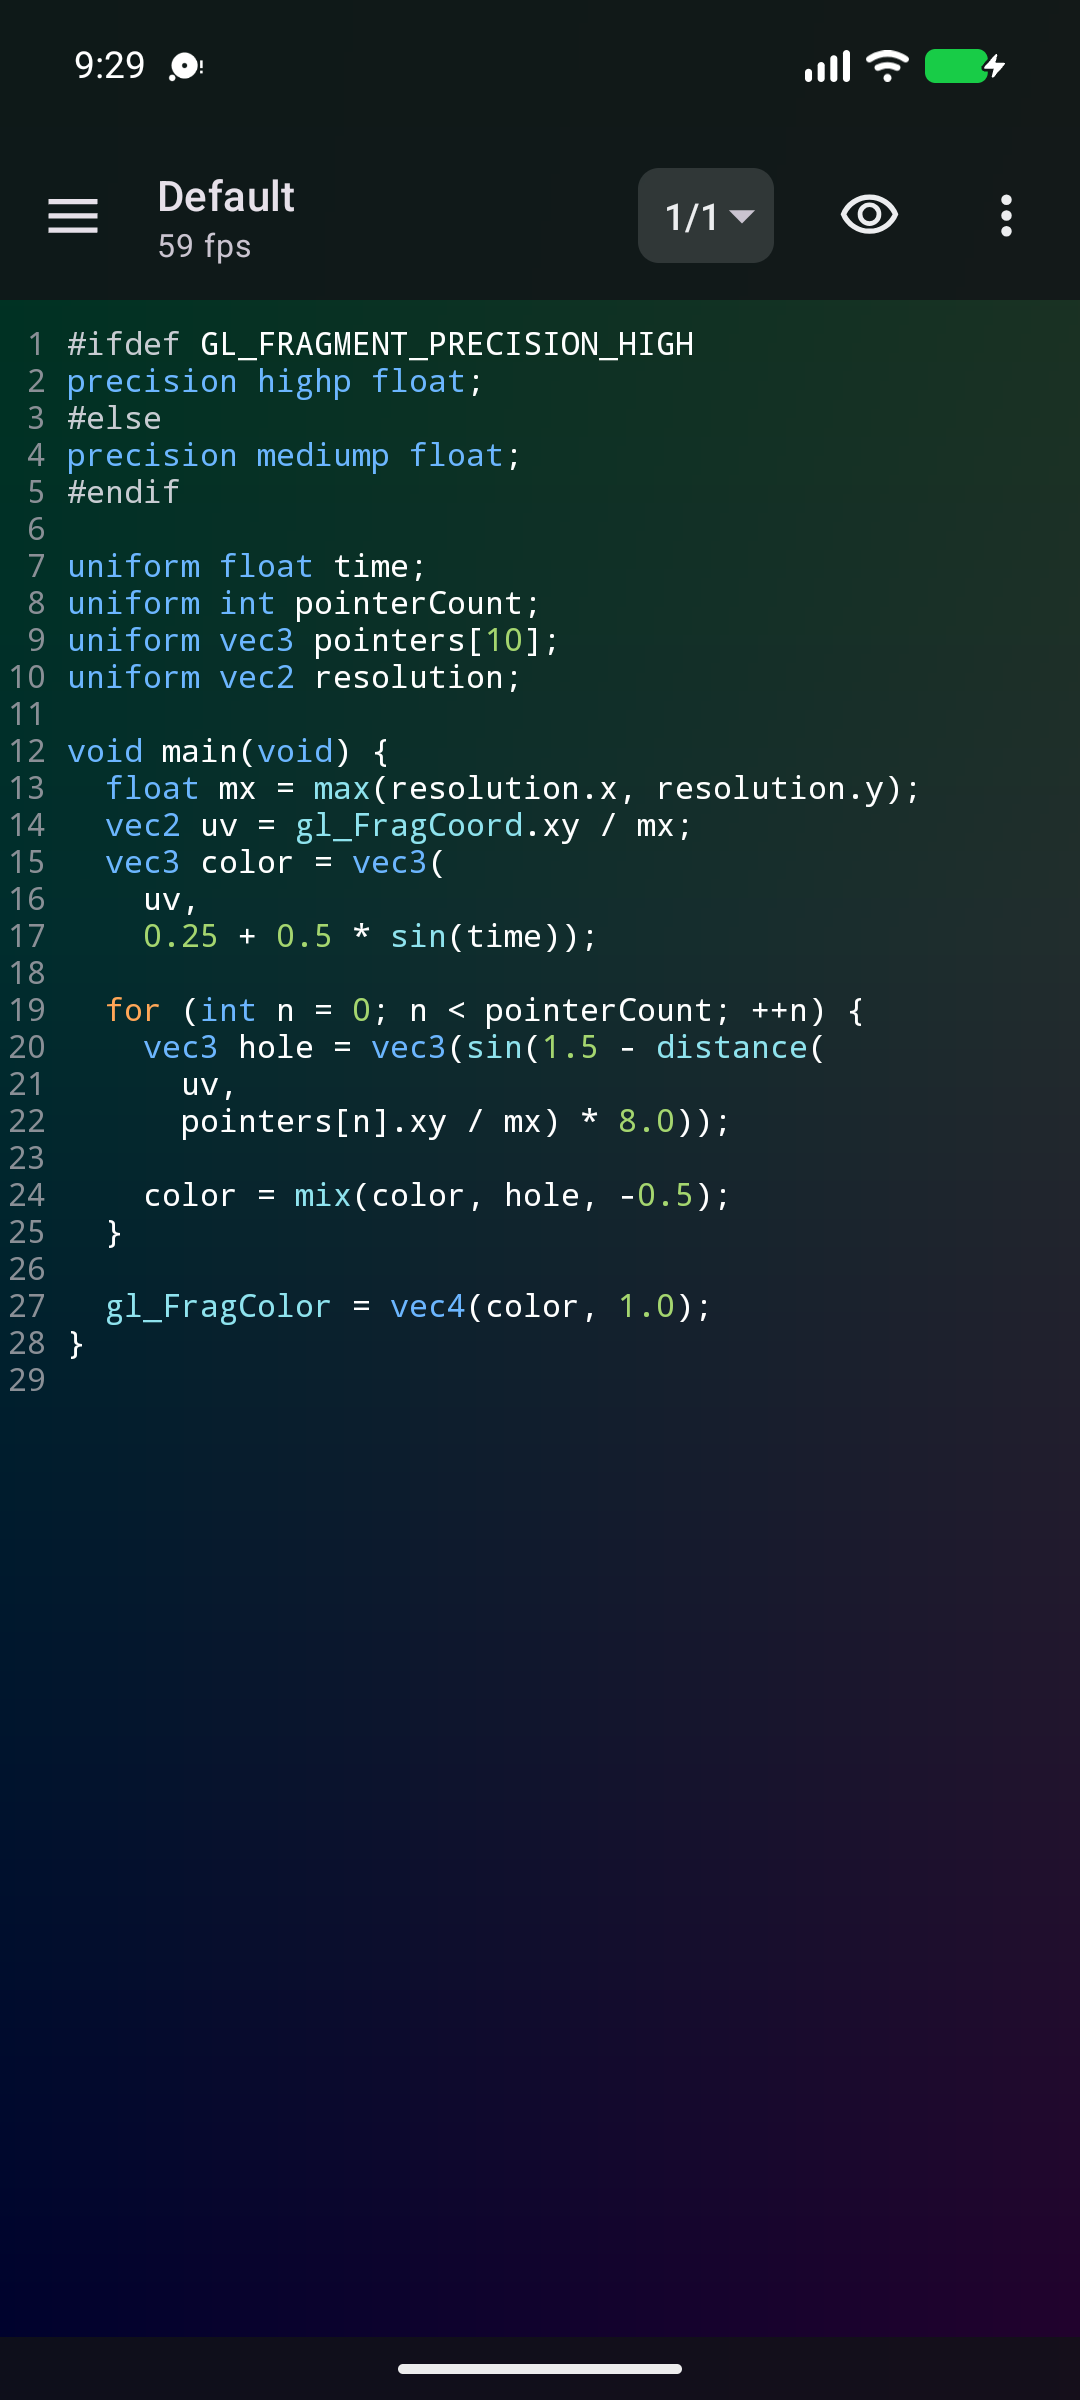 9:29
Default
59 fps
1/1
1 #ifdef GL_FRAGMENT_PRECISION_HIGH
2 precision highp float;
3 #else
4 precision mediump float;
5 #endif
6
7 uniform float time;
8 uniform int pointerCount;
9 uniform vec3 pointers[10];
10 uniform vec2 resolution;
11
12 void main(void) {
13   float mx = max(resolution.x, resolution.y);
14   vec2 uv = gl_FragCoord.xy / mx;
15   vec3 color = vec3(
16     uv,
17     0.25 + 0.5 * sin(time));
18
19   for (int n = 0; n < pointerCount; ++n) {
20     vec3 hole = vec3(sin(1.5 - distance(
21       uv,
22       pointers[n].xy / mx) * 8.0));
23
24     color = mix(color, hole, -0.5);
25   }
26
27   gl_FragColor = vec4(color, 1.0);
28 }
29